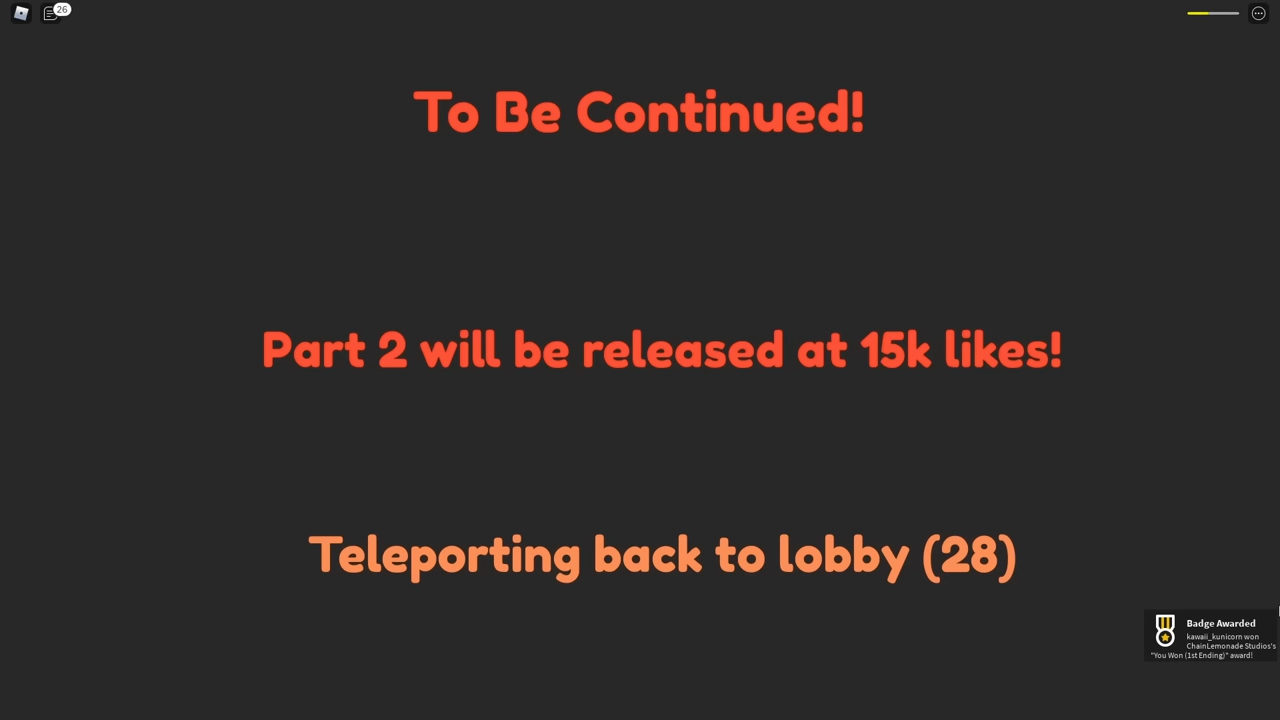 26
To Be Continued!
Part 2 will be released at 15k likes!
Teleporting back to lobby (28)
Badge Awarded
kawaii_kunicorn won
ChainLemonade Studios's
"You Won (1st Ending)" award!